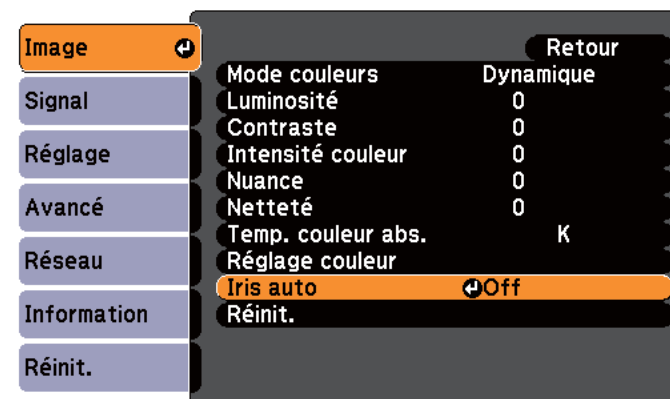 Image
Signal
Réglage
Avancé
Réseau
Information
Réinit.
Retour
Mode couleurs Dynamique
Luminosité 0
Contraste 0
Intensité couleur 0
Nuance 0
Netteté 0
Temp. couleur abs. K
Réglage couleur
Iris auto Off
Réinit.